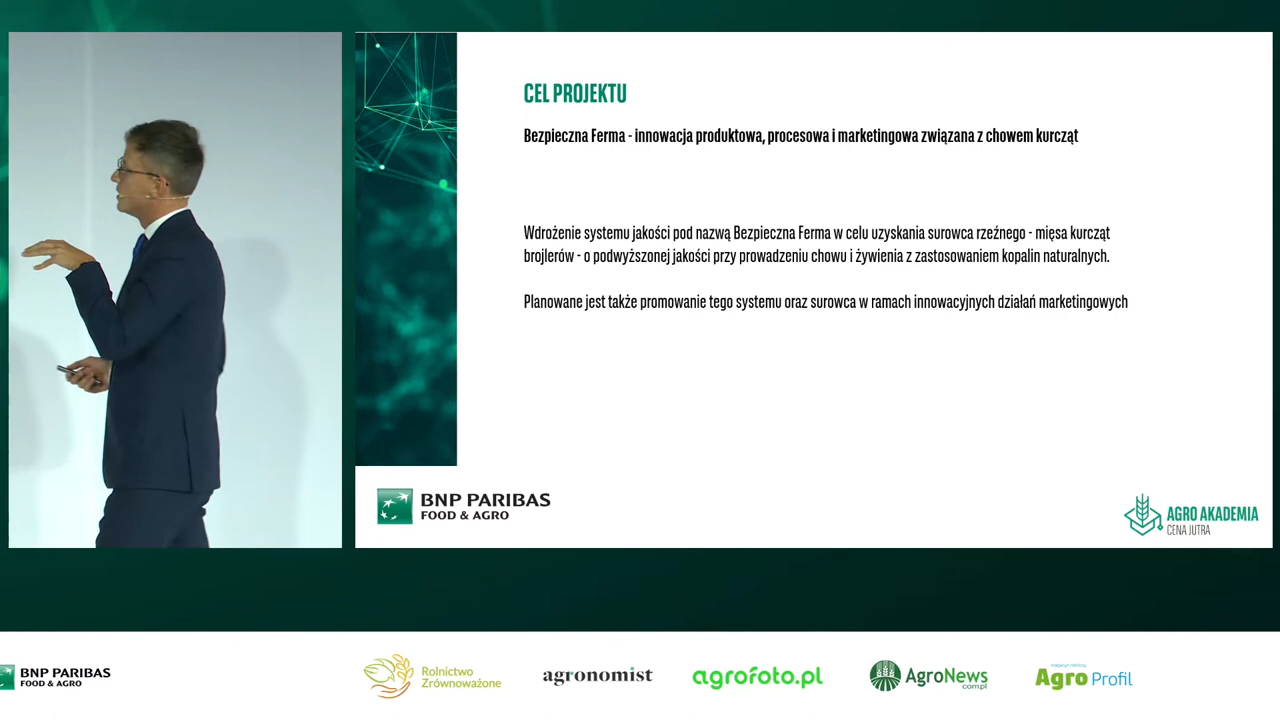 CEL PROJEKTU
Bezpieczna Ferma - innowacja produktowa, procesowa i marketingowa związana z chowem kurcząt
Wdrożenie systemu jakości pod nazwą Bezpieczna Ferma w celu uzyskania surowca rzeźnego - mięsa kurcząt
brojlerów - o podwyższonej jakości przy prowadzeniu chowu i żywienia z zastosowaniem kopalin naturalnych.
Planowane jest także promowanie tego systemu oraz surowca w ramach innowacyjnych działań marketingowych
BNP PARIBAS
FOOD & AGRO
AGRO AKADEMIA
CENA JUTRA
BNP PARIBAS
FOOD & AGRO
Rolnictwo
Zrównoważone
agronomist
agrofoto.pl
AgroNews
com.pl
magazyn rolniczy
Agro Profil